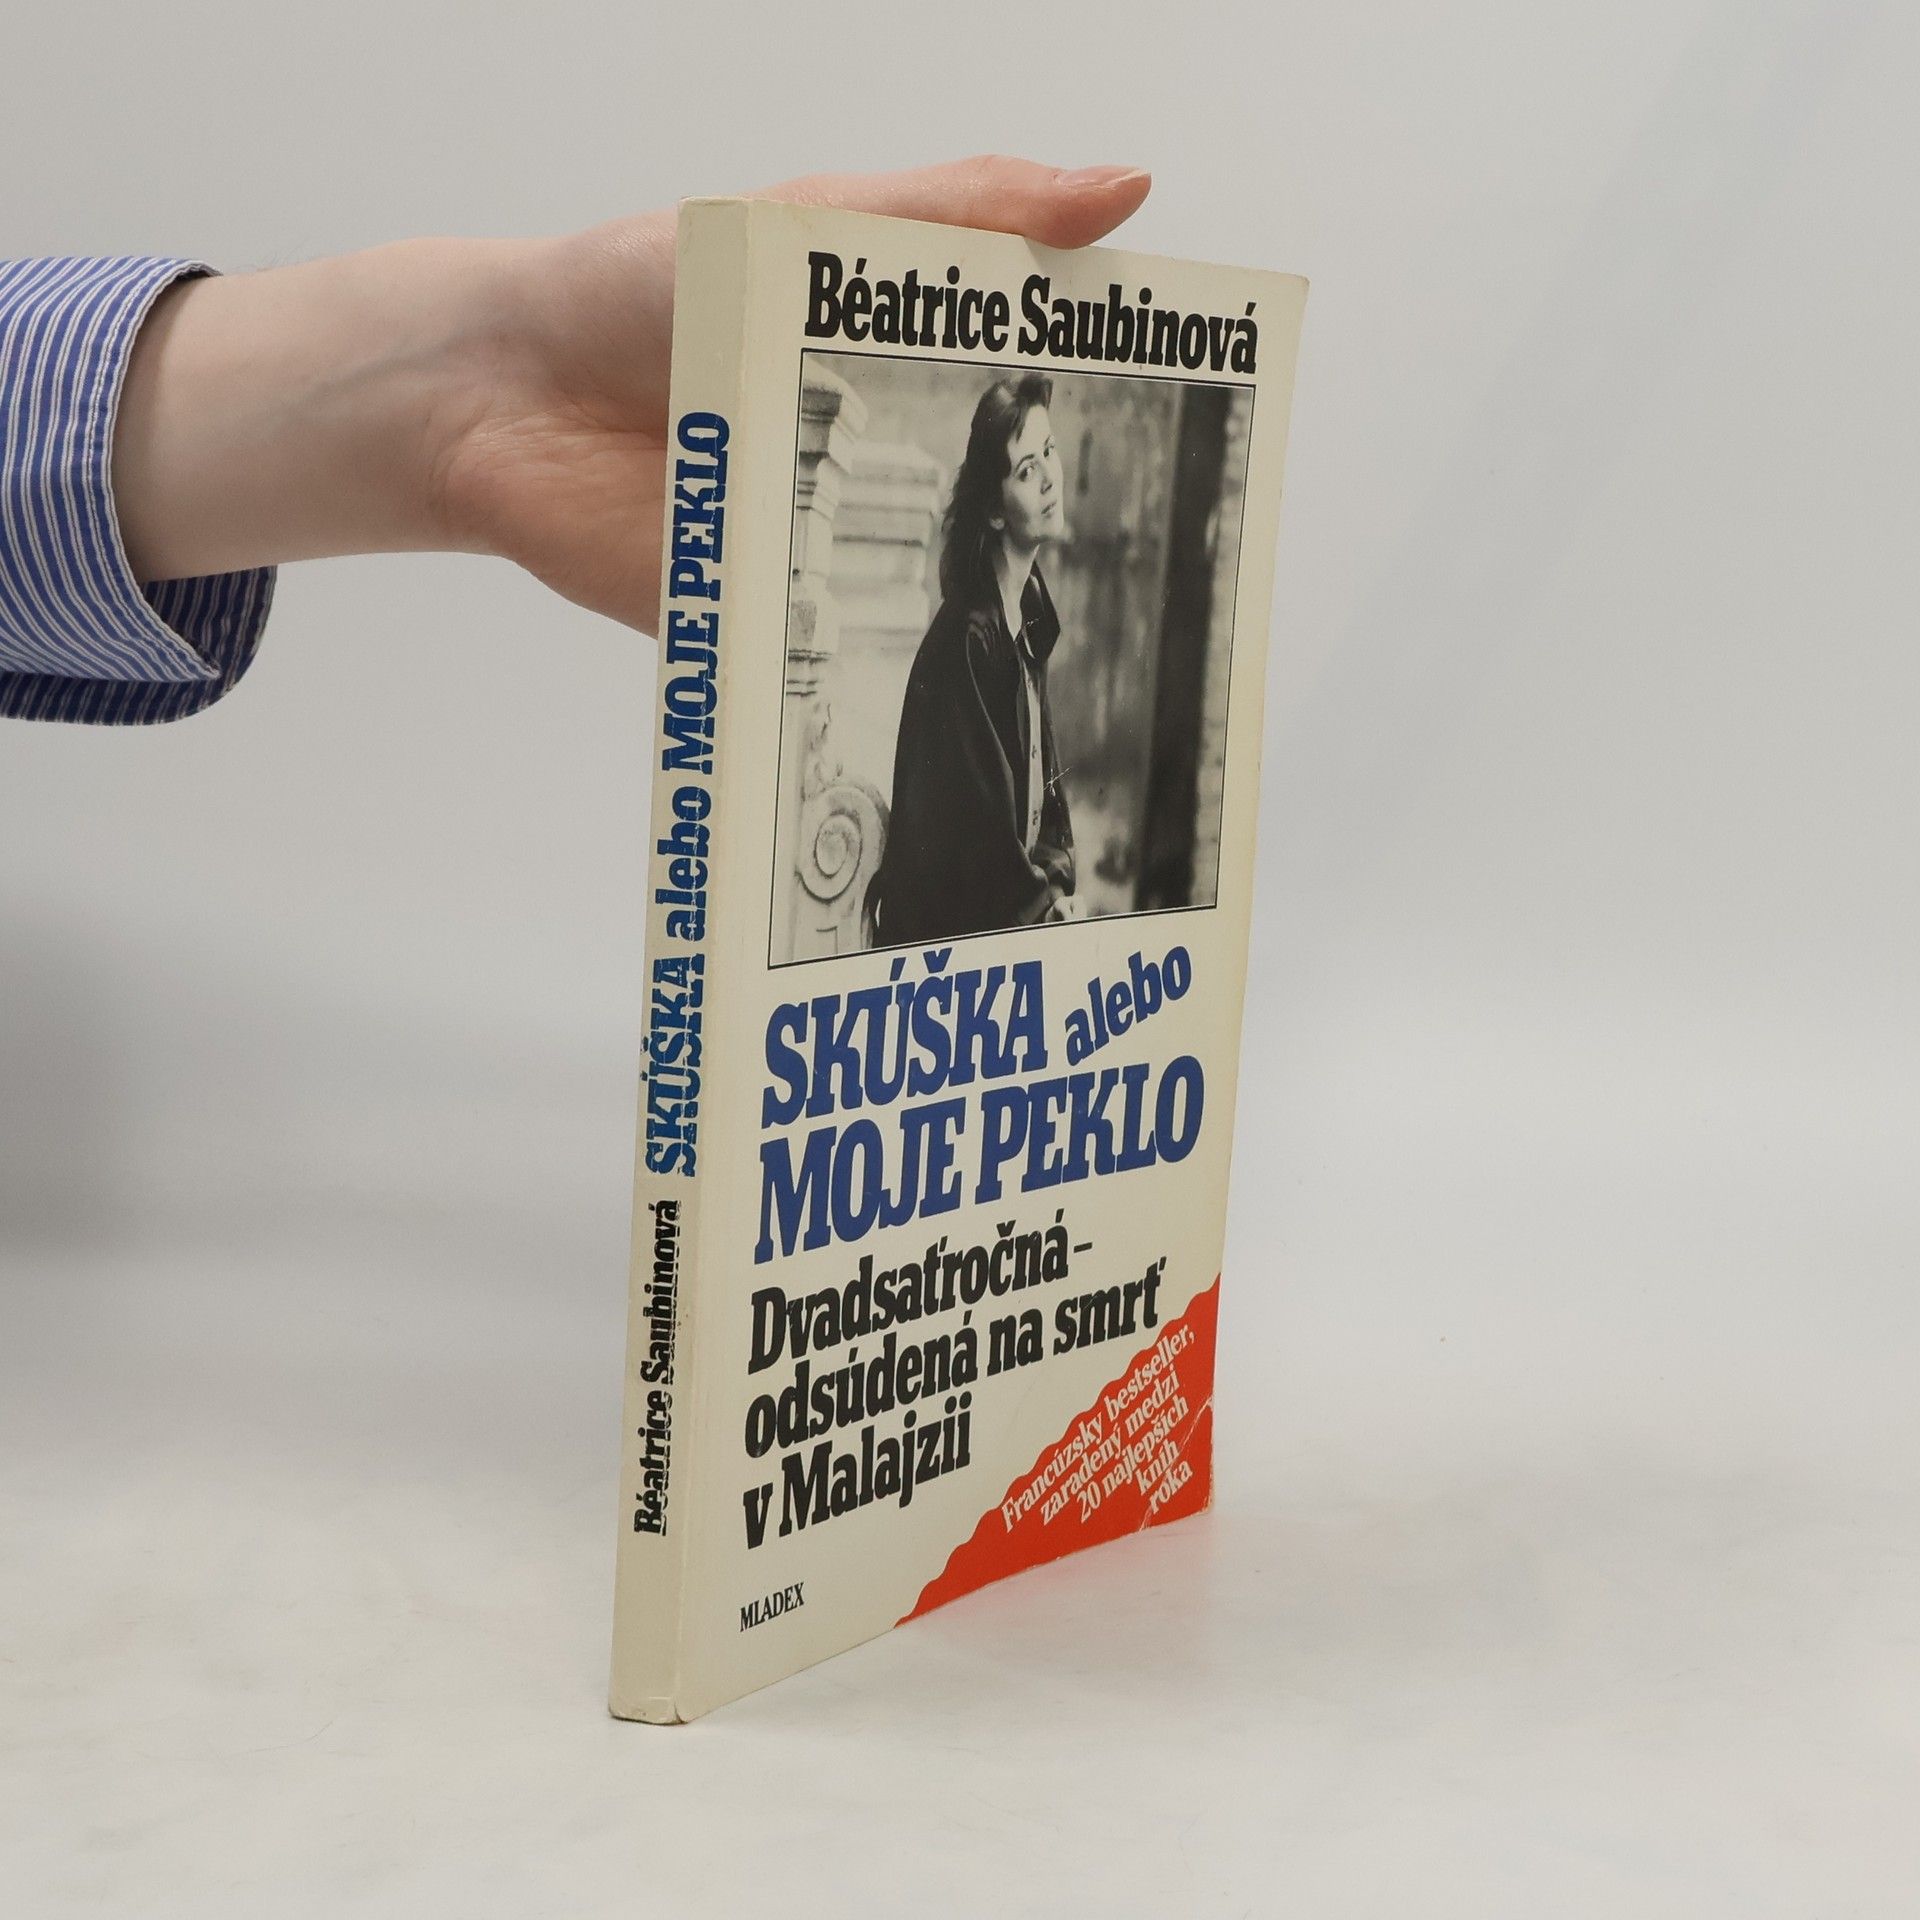 Béatrice Saubinová
SKÚŠKA alebo
MOJE PEKLO
Dvadsaťročná–
odsúdená na smrť
v Malajzii
Francúzsky bestseller,
zaradený medzi
20 najlepších
kníh
roka
MLADEX
Béatrice Saubinová SKÚŠKA alebo MOJE PEKLO